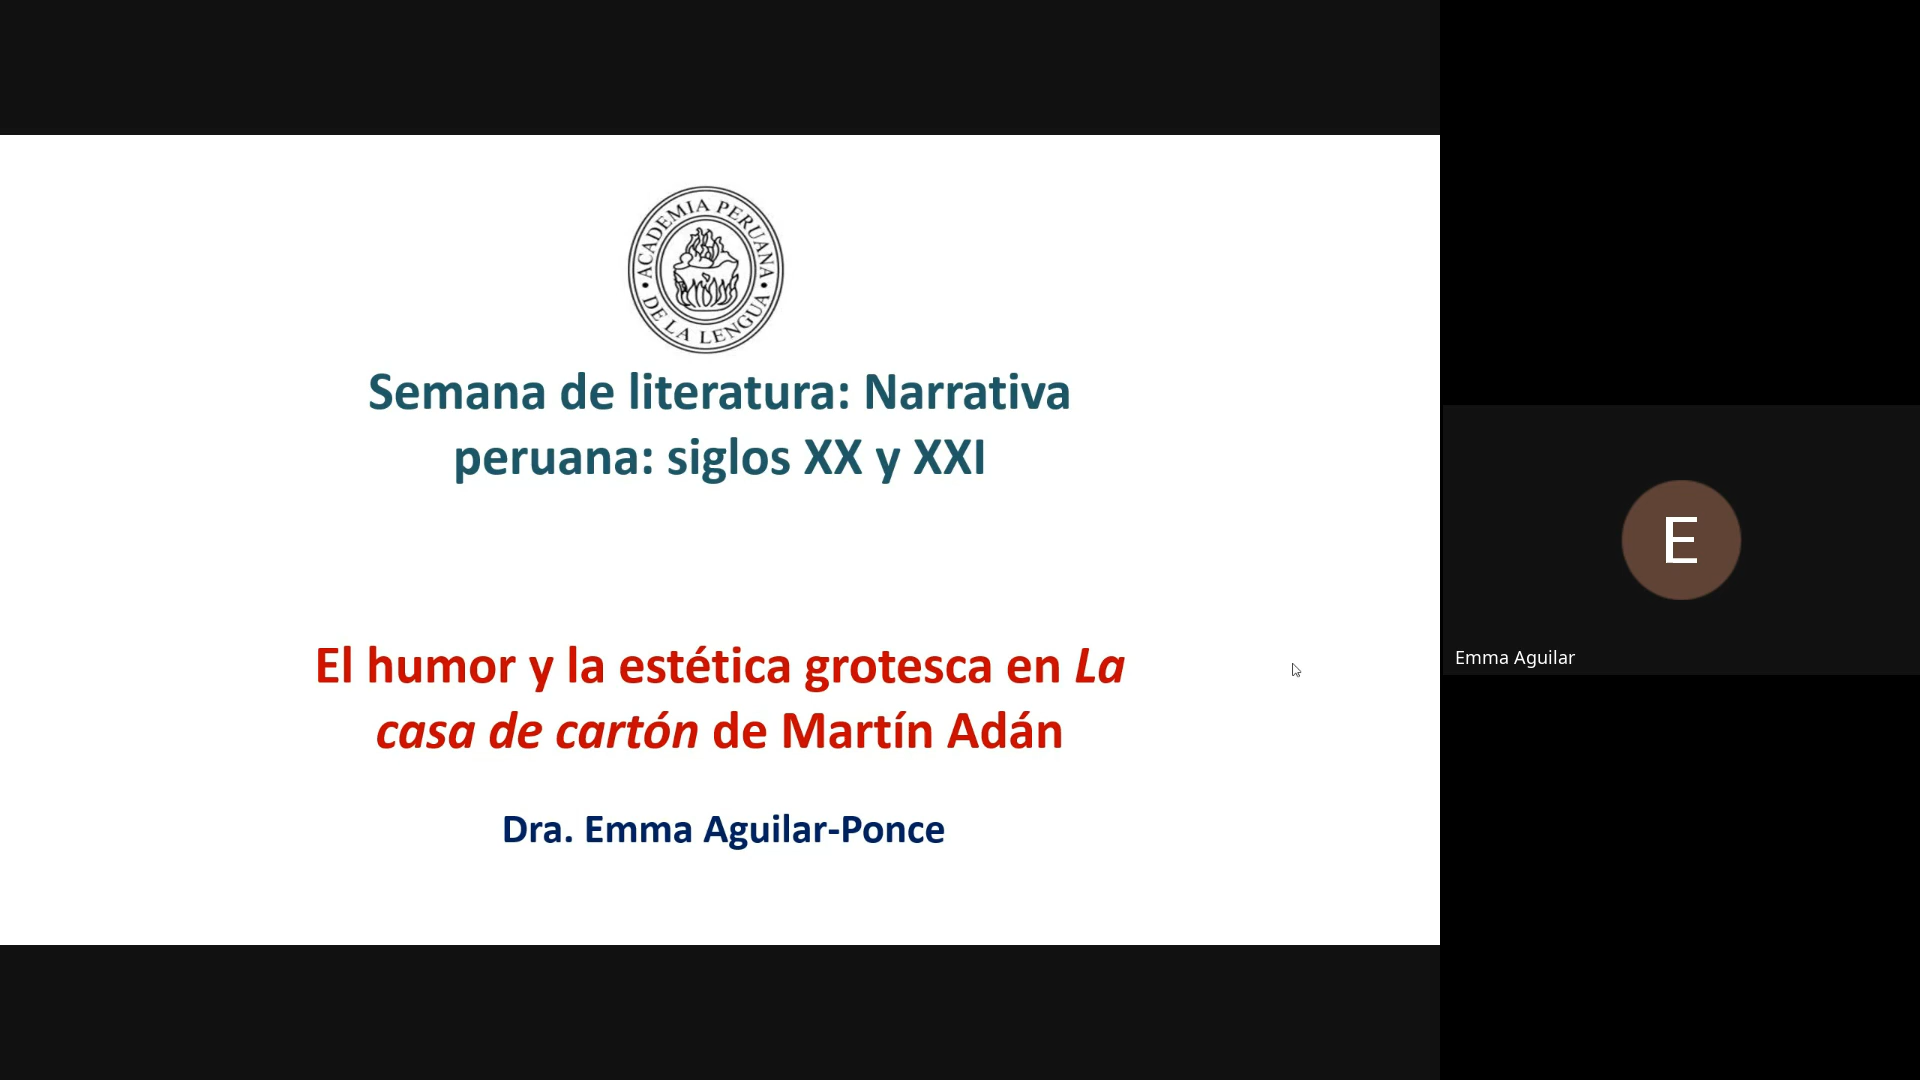 ACADEMIA PERUANA
DE LA LENGUA
Semana de literatura: Narrativa
peruana: siglos XX y XXI
El humor y la estética grotesca en La
casa de cartón de Martín Adán
Dra. Emma Aguilar-Ponce
E
Emma Aguilar